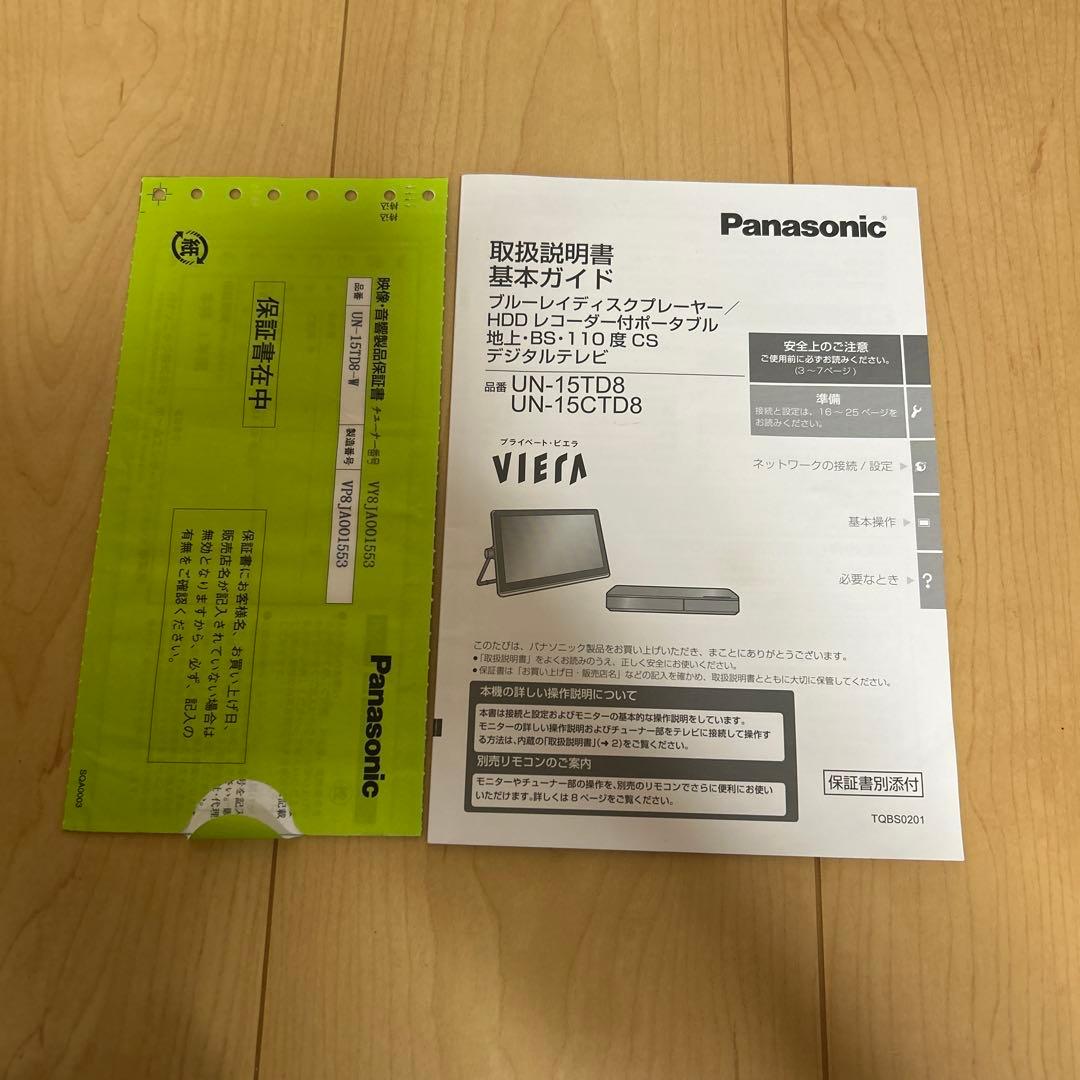 持込
持込
紙
映像・音響製品保証書
チューナー番号 VY8JA001553
品番 UN-15TD8-W
製造番号 VP8JA001553
保証書在中
保証書にお客様名、お買い上げ日、
販売店名が記入されていない場合は
無効となりますから、必ず、記入の
有無をご確認ください。
Panasonic
SQA0003
Panasonic®
取扱説明書
基本ガイド
ブルーレイディスクプレーヤー/
HDD レコーダー付ポータブル
地上・BS・110 度 CS
デジタルテレビ
品番 UN-15TD8
UN-15CTD8
プライベート・ビエラ
VIERA
安全上のご注意
ご使用前に必ずお読みください。
(3～7ページ)
準備
接続と設定は、16～25 ページを
お読みください。
ネットワークの接続 / 設定
基本操作
必要なとき
?
このたびは、パナソニック製品をお買い上げいただき、まことにありがとうございます。
●「取扱説明書」をよくお読みのうえ、正しく安全にお使いください。
●保証書は「お買い上げ日・販売店名」などの記入を確かめ、取扱説明書とともに大切に保管してください。
本機の詳しい操作説明について
本書は接続と設定およびモニターの基本的な操作説明をしています。
モニターの詳しい操作説明およびチューナー部をテレビに接続して操作す
る方法は、内蔵の「取扱説明書」(➜ 2)をご覧ください。
別売リモコンのご案内
モニターやチューナー部の操作を、別売のリモコンでさらに便利にお使い
いただけます。詳しくは 8 ページをご覧ください。
保証書別添付
TQBS0201